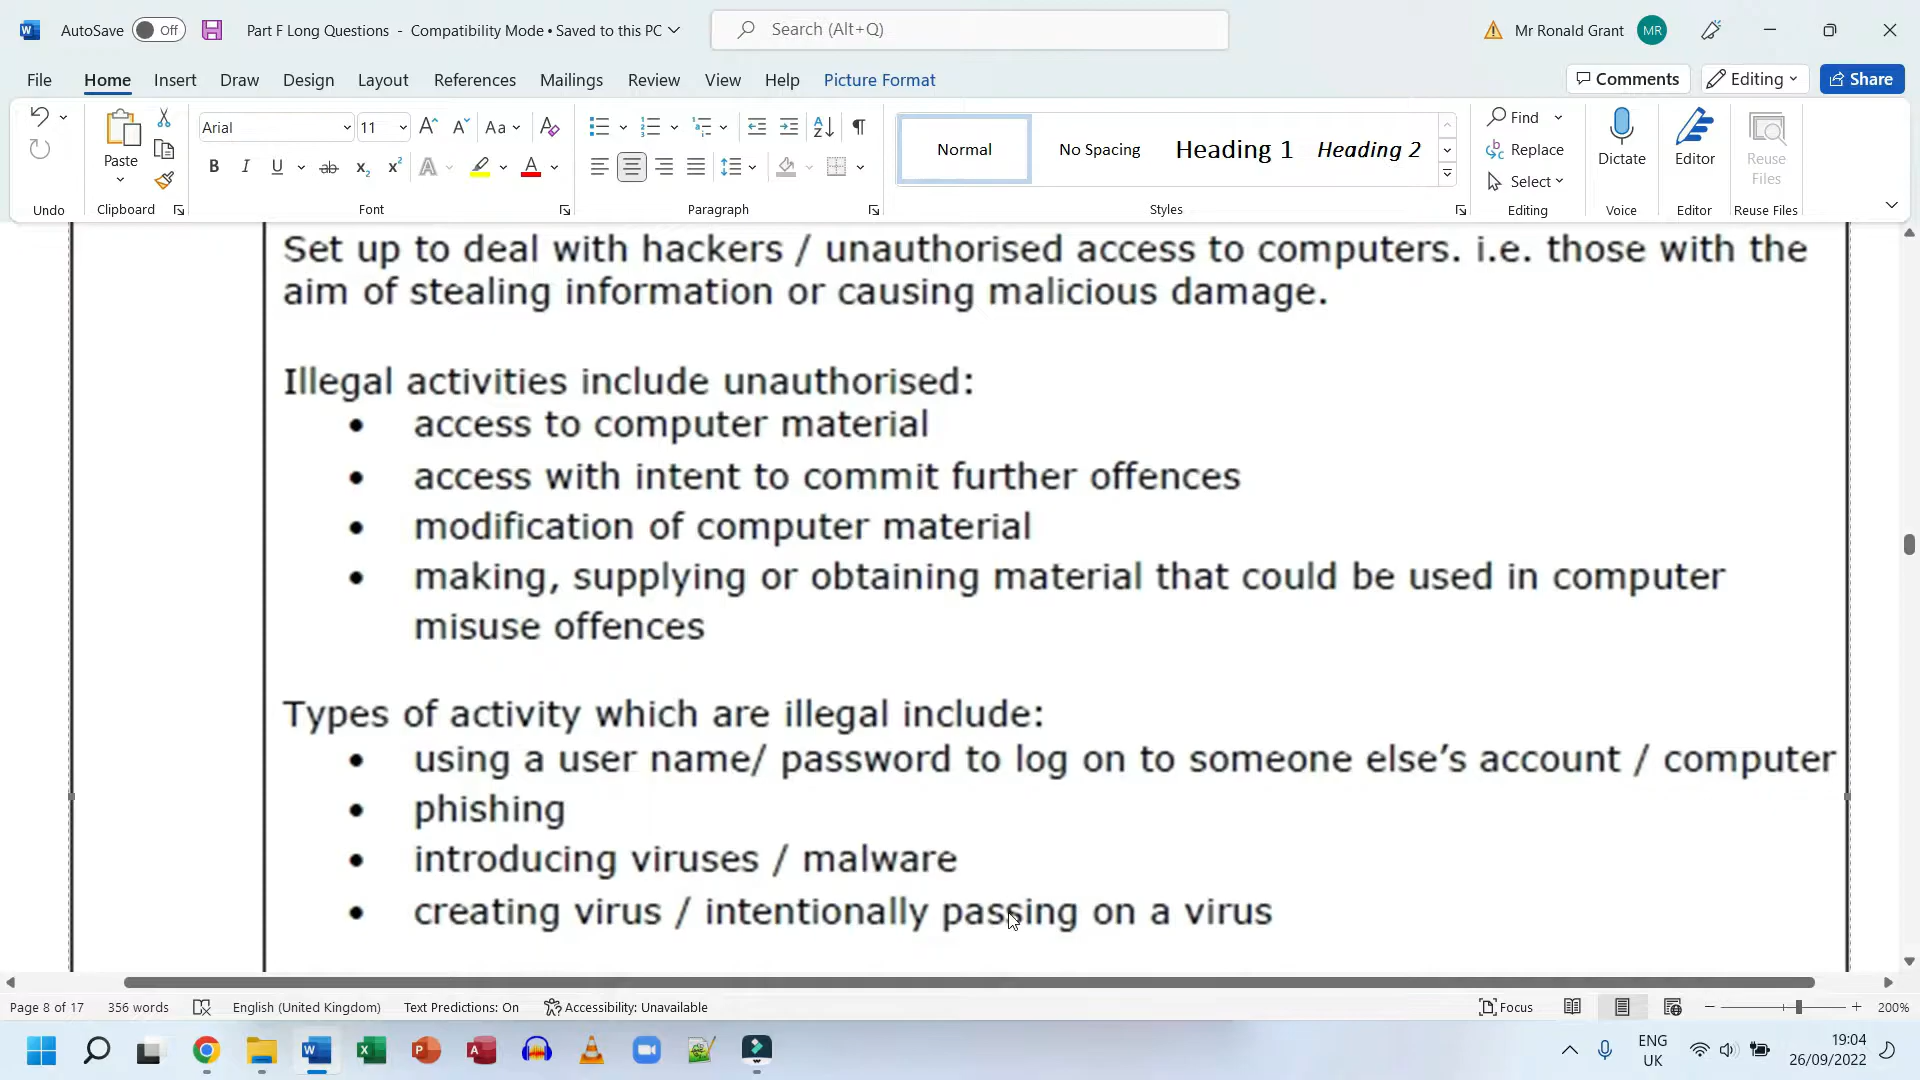 AutoSave Off Part F Long Questions - Compatibility Mode • Saved to this PC Search (Alt+Q) Mr Ronald Grant MR
File Home Insert Draw Design Layout References Mailings Review View Help Picture Format Comments Editing Share
Paste
Arial 11 Aa
Normal No Spacing Heading 1 Heading 2
Find
Replace
Select
Dictate
Editor
Reuse
Files
Undo Clipboard Font Paragraph Styles Editing Voice Editor Reuse Files
Set up to deal with hackers / unauthorised access to computers. i.e. those with the
aim of stealing information or causing malicious damage.
Illegal activities include unauthorised:
• access to computer material
• access with intent to commit further offences
• modification of computer material
• making, supplying or obtaining material that could be used in computer
misuse offences
Types of activity which are illegal include:
• using a user name/ password to log on to someone else’s account / computer
• phishing
• introducing viruses / malware
• creating virus / intentionally passing on a virus
Page 8 of 17 356 words English (United Kingdom) Text Predictions: On Accessibility: Unavailable Focus 200%
ENG
UK
19:04
26/09/2022